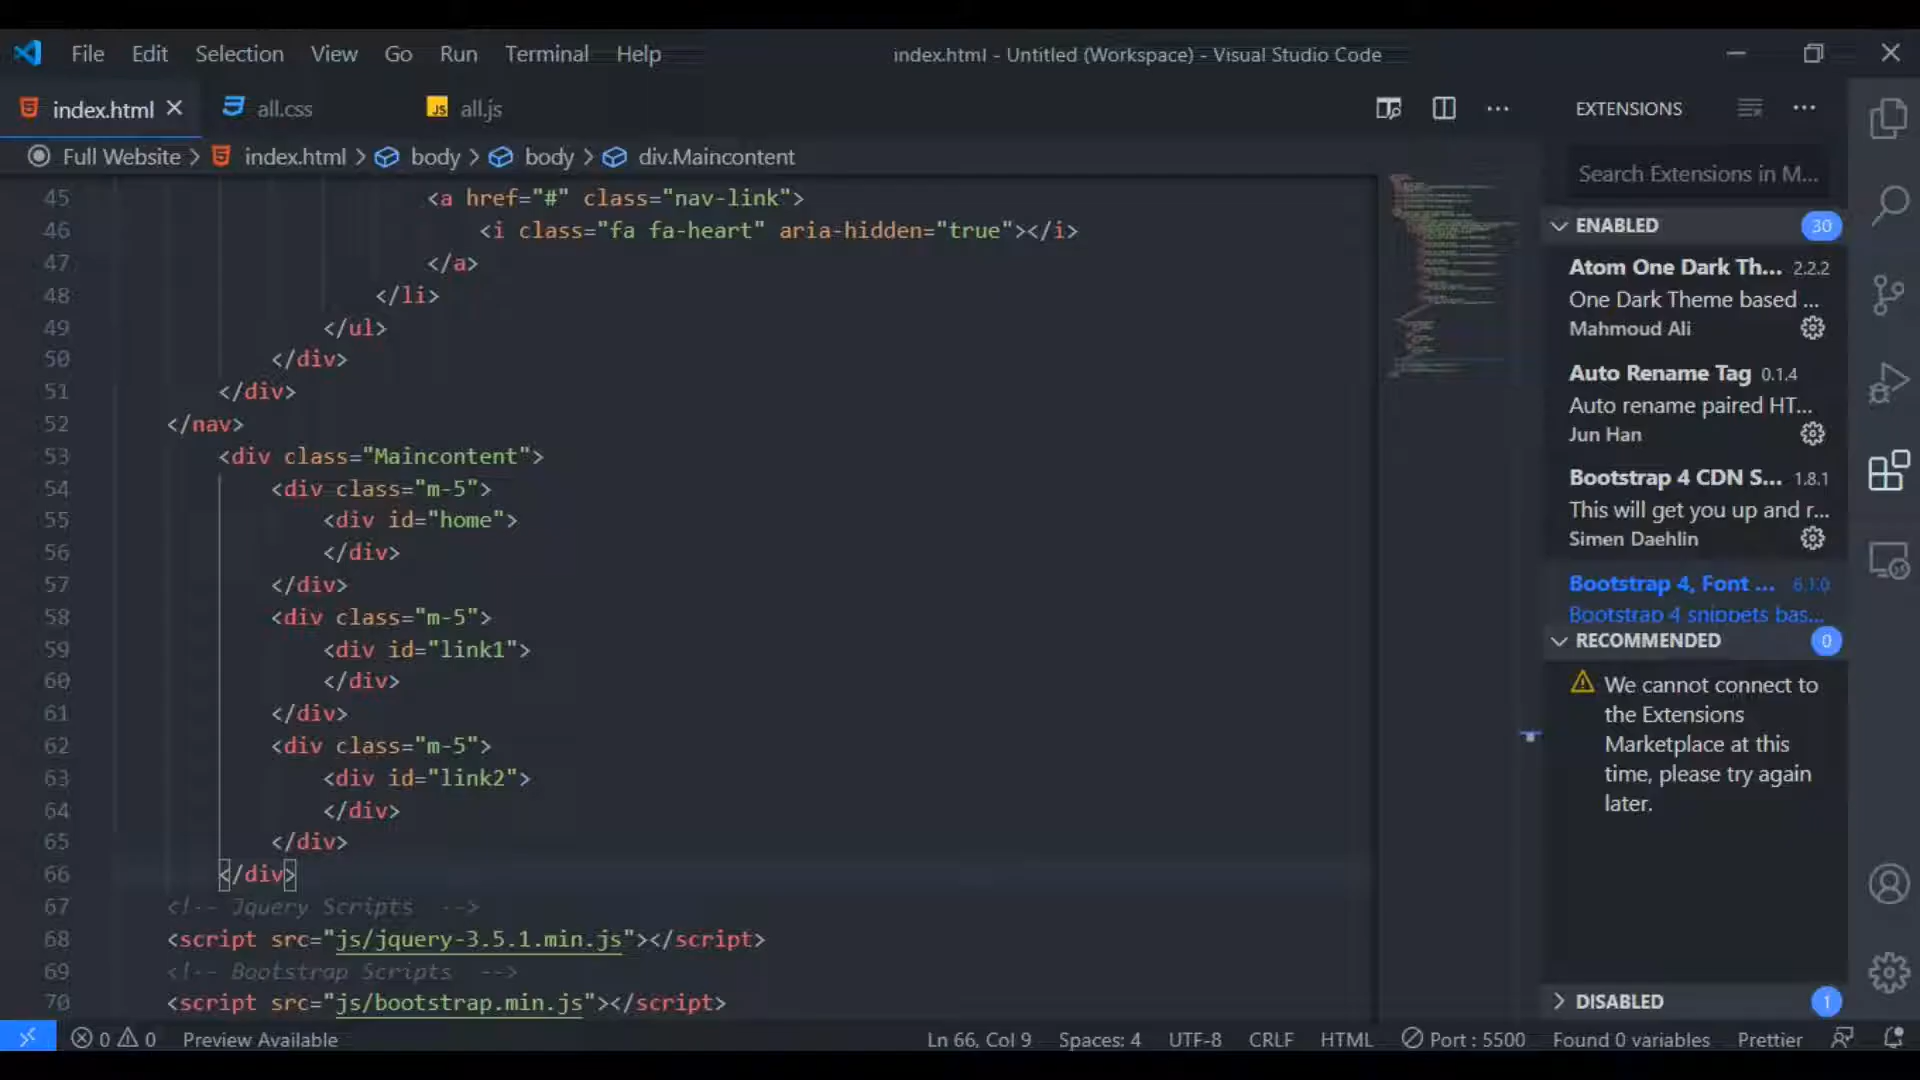 File Edit Selection View Go Run Terminal Help index.html - Untitled (Workspace) - Visual Studio Code
index.html all.css JS all.js
Full Website > index.html > body > body > div.Maincontent
45 <a href="#" class="nav-link">
46 <i class="fa fa-heart" aria-hidden="true"></i>
47 </a>
48 </li>
49 </ul>
50 </div>
51 </div>
52 </nav>
53 <div class="Maincontent">
54 <div class="m-5">
55 <div id="home">
56 </div>
57 </div>
58 <div class="m-5">
59 <div id="link1">
60 </div>
61 </div>
62 <div class="m-5">
63 <div id="link2">
64 </div>
65 </div>
66 </div>
67 <!-- Jquery Scripts -->
68 <script src="js/jquery-3.5.1.min.js"></script>
69 <!-- Bootstrap Scripts -->
70 <script src="js/bootstrap.min.js"></script>
EXTENSIONS
Search Extensions in M...
ENABLED 30
Atom One Dark Th... 2.2.2
One Dark Theme based ...
Mahmoud Ali
Auto Rename Tag 0.1.4
Auto rename paired HT...
Jun Han
Bootstrap 4 CDN S... 1.8.1
This will get you up and r...
Simen Daehlin
Bootstrap 4, Font ... 6.1.0
Bootstrap 4 snippets bas...
RECOMMENDED 0
We cannot connect to
the Extensions
Marketplace at this
time, please try again
later.
DISABLED 1
0 0 Preview Available Ln 66, Col 9 Spaces: 4 UTF-8 CRLF HTML Port : 5500 Found 0 variables Prettier